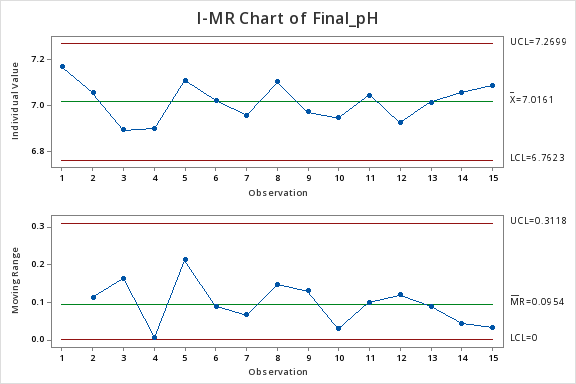 I-MR Chart of Final_pH
UCL=7.2699
7.2
7.0
6.8
Individual Value
X̄=7.0161
LCL=6.7623
1 2 3 4 5 6 7 8 9 10 11 12 13 14 15
Observation
UCL=0.3118
0.3
0.2
0.1
0.0
Moving Range
M̅R̅=0.0954
LCL=0
1 2 3 4 5 6 7 8 9 10 11 12 13 14 15
Observation